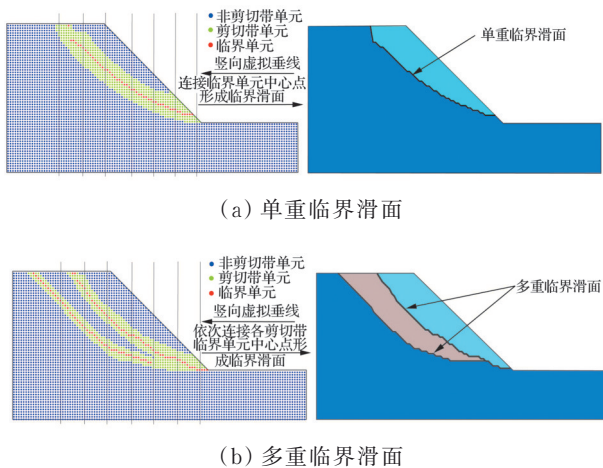 • 非剪切带单元
• 剪切带单元
• 临界单元
竖向虚拟垂线
连接临界单元中心点
形成临界滑面
单重临界滑面
(a) 单重临界滑面
• 非剪切带单元
• 剪切带单元
• 临界单元
竖向虚拟垂线
依次连接各剪切带
临界单元中心点形
成临界滑面
多重临界滑面
(b) 多重临界滑面